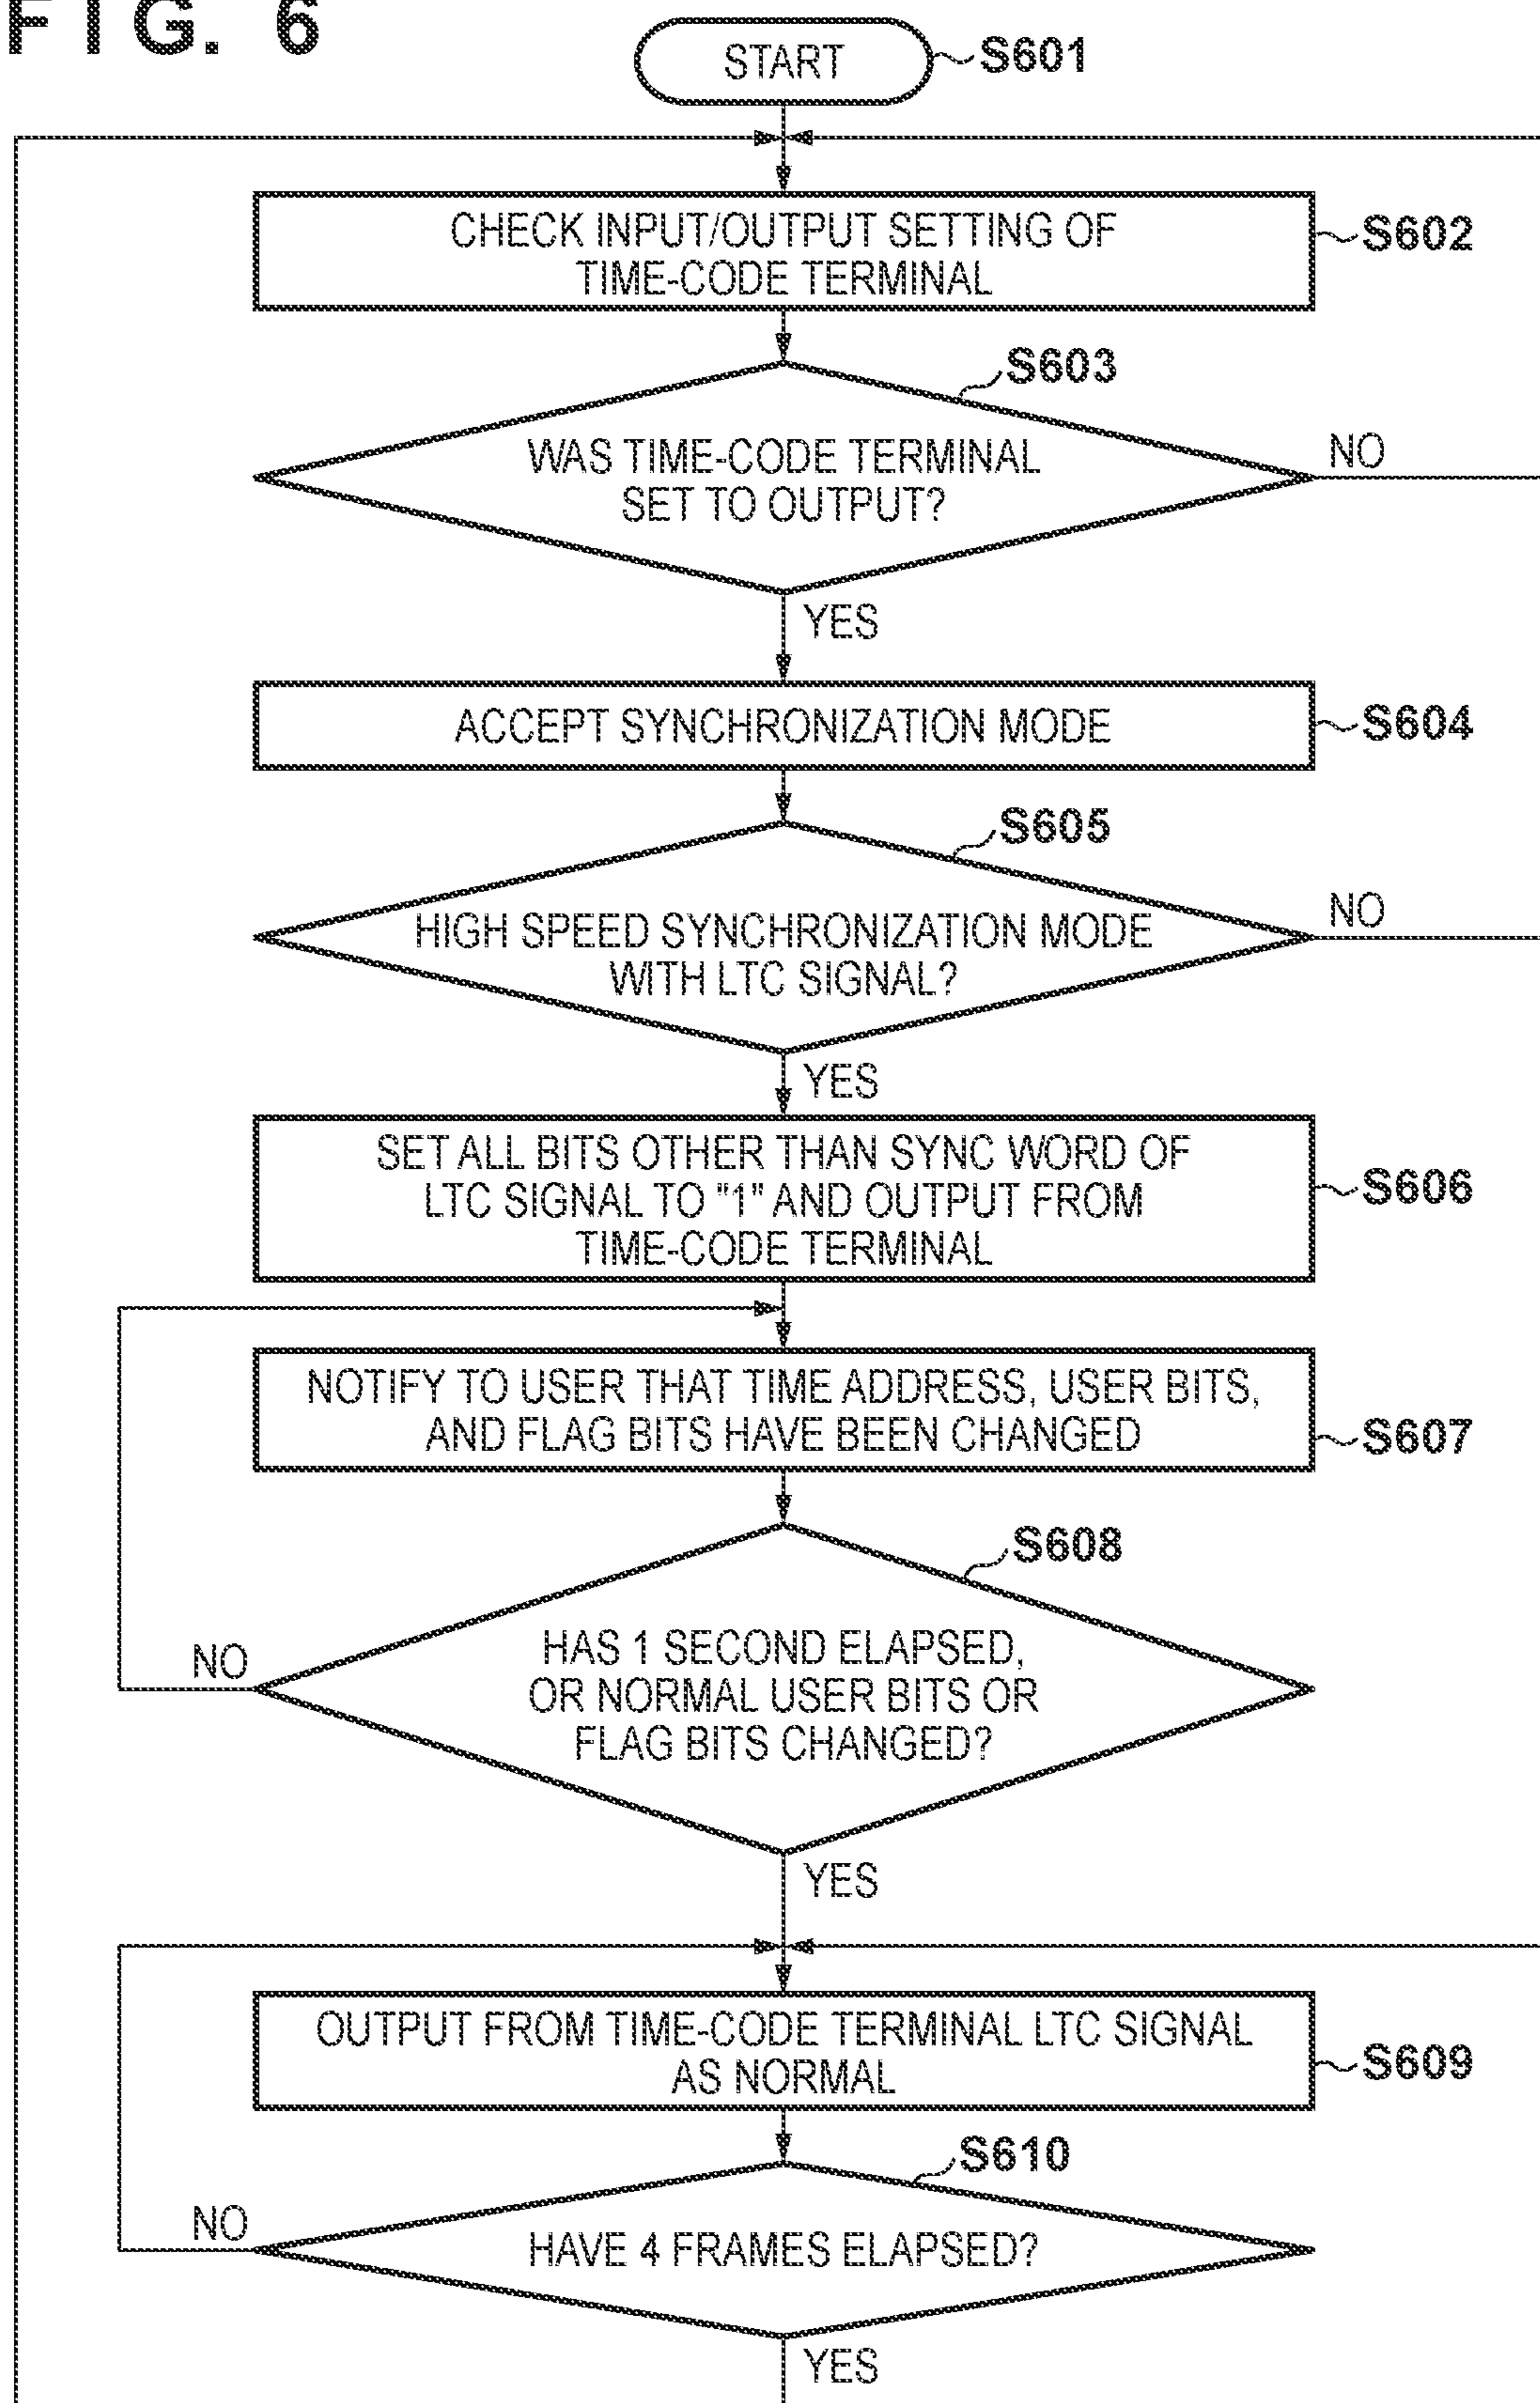 FIG. 6
START
S601
CHECK INPUT/OUTPUT SETTING OF
TIME-CODE TERMINAL
S602
S603
WAS TIME-CODE TERMINAL
SET TO OUTPUT?
NO
YES
ACCEPT SYNCHRONIZATION MODE
S604
S605
HIGH SPEED SYNCHRONIZATION MODE
WITH LTC SIGNAL?
NO
YES
SET ALL BITS OTHER THAN SYNC WORD OF
LTC SIGNAL TO "1" AND OUTPUT FROM
TIME-CODE TERMINAL
S606
NOTIFY TO USER THAT TIME ADDRESS, USER BITS,
AND FLAG BITS HAVE BEEN CHANGED
S607
S608
HAS 1 SECOND ELAPSED,
OR NORMAL USER BITS OR
FLAG BITS CHANGED?
NO
YES
OUTPUT FROM TIME-CODE TERMINAL LTC SIGNAL
AS NORMAL
S609
S610
HAVE 4 FRAMES ELAPSED?
NO
YES